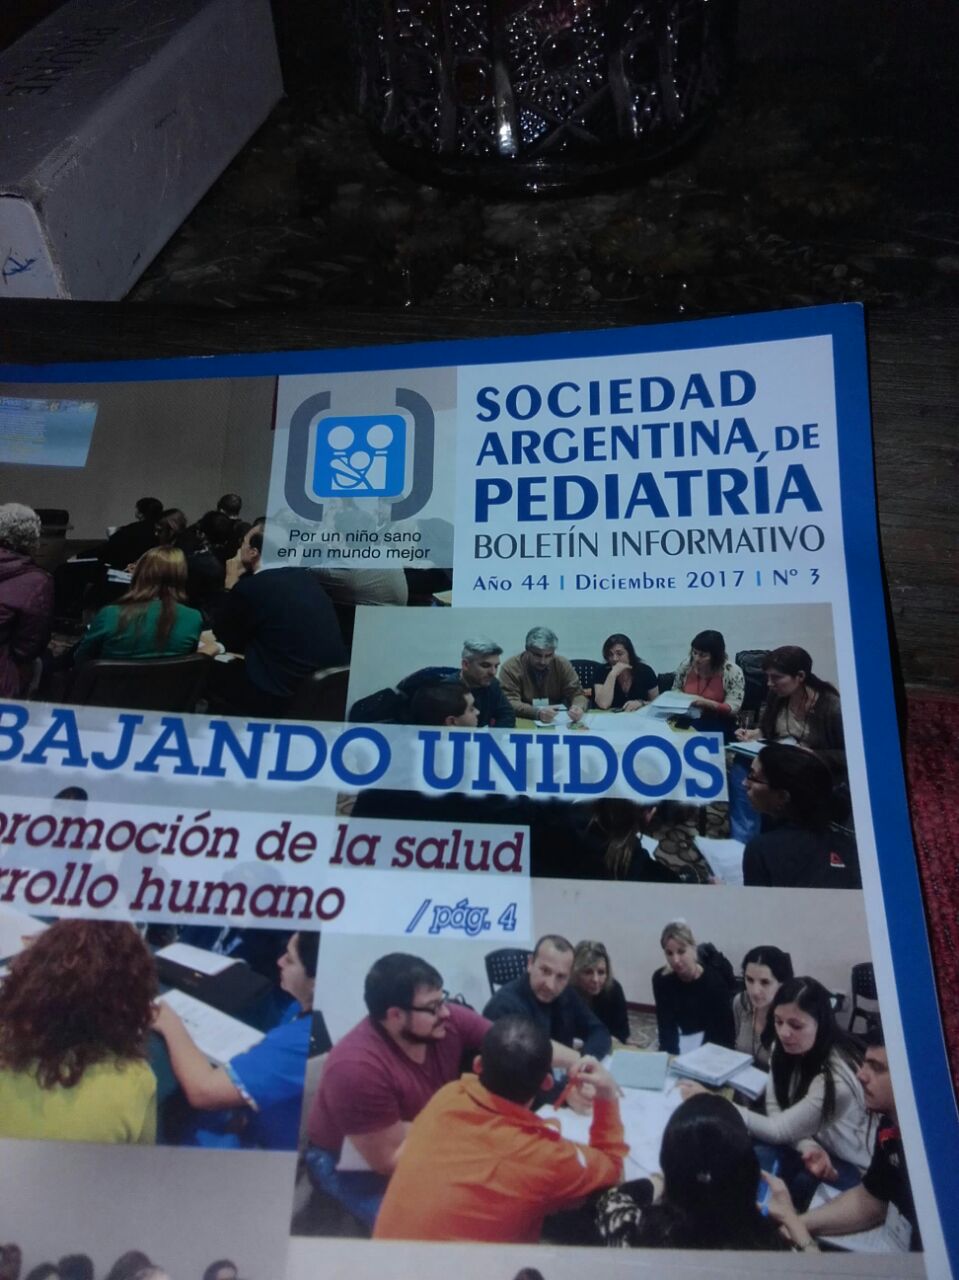 SOCIEDAD
ARGENTINA DE
PEDIATRÍA
BOLETÍN INFORMATIVO
Año 44 | Diciembre 2017 | Nº 3
Por un niño sano
en un mundo mejor
BAJANDO UNIDOS
promoción de la salud
rrollo humano
/ pág. 4